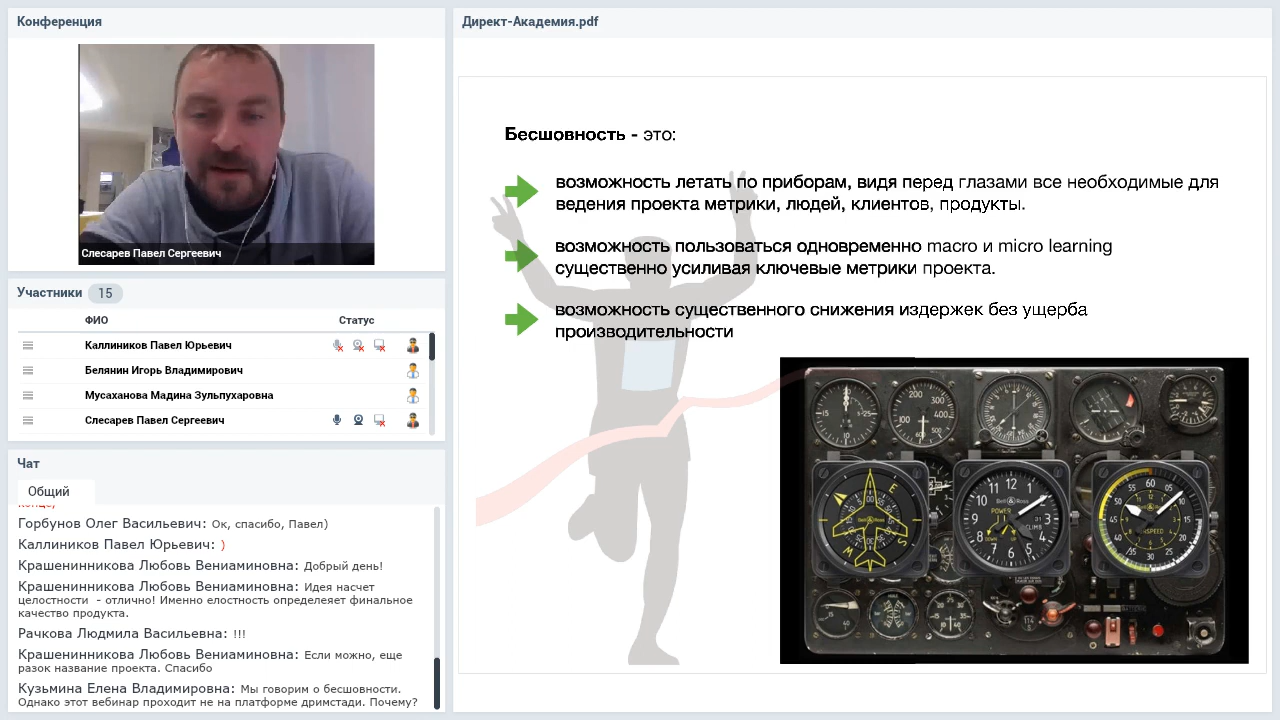 Конференция
Слесарев Павел Сергеевич
Участники 15
ФИО Статус
Каллиников Павел Юрьевич
Белянин Игорь Владимирович
Мусаханова Мадина Зульпухаровна
Слесарев Павел Сергеевич
Чат
Общий
Горбунов Олег Васильевич: Ок, спасибо, Павел)
Каллиников Павел Юрьевич: )
Крашенинникова Любовь Вениаминовна: Добрый день!
Крашенинникова Любовь Вениаминовна: Идея насчет
целостности - отлично! Именно елостность определеяет финальное
качество продукта.
Рачкова Людмила Васильевна: !!!
Крашенинникова Любовь Вениаминовна: Если можно, еще
разок название проекта. Спасибо
Кузьмина Елена Владимировна: Мы говорим о бесшовности.
Однако этот вебинар проходит не на платформе дримстади. Почему?
Директ-Академия.pdf
Бесшовность - это:
возможность летать по приборам, видя перед глазами все необходимые для
ведения проекта метрики, людей, клиентов, продукты.
возможность пользоваться одновременно macro и micro learning
существенно усиливая ключевые метрики проекта.
возможность существенного снижения издержек без ущерба
производительности
Bell & Ross
POWER
CLIMB
DOWN UP